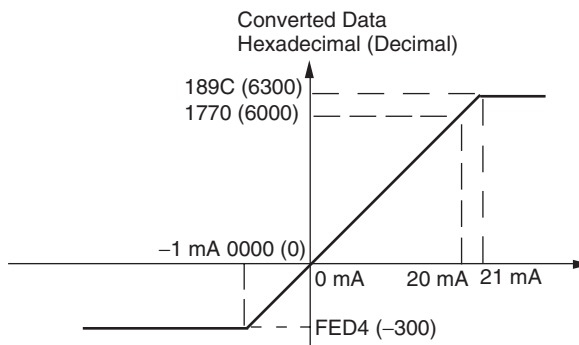 Converted Data
Hexadecimal (Decimal)
189C (6300)
1770 (6000)
−1 mA 0000 (0)
0 mA
20 mA
21 mA
FED4 (−300)